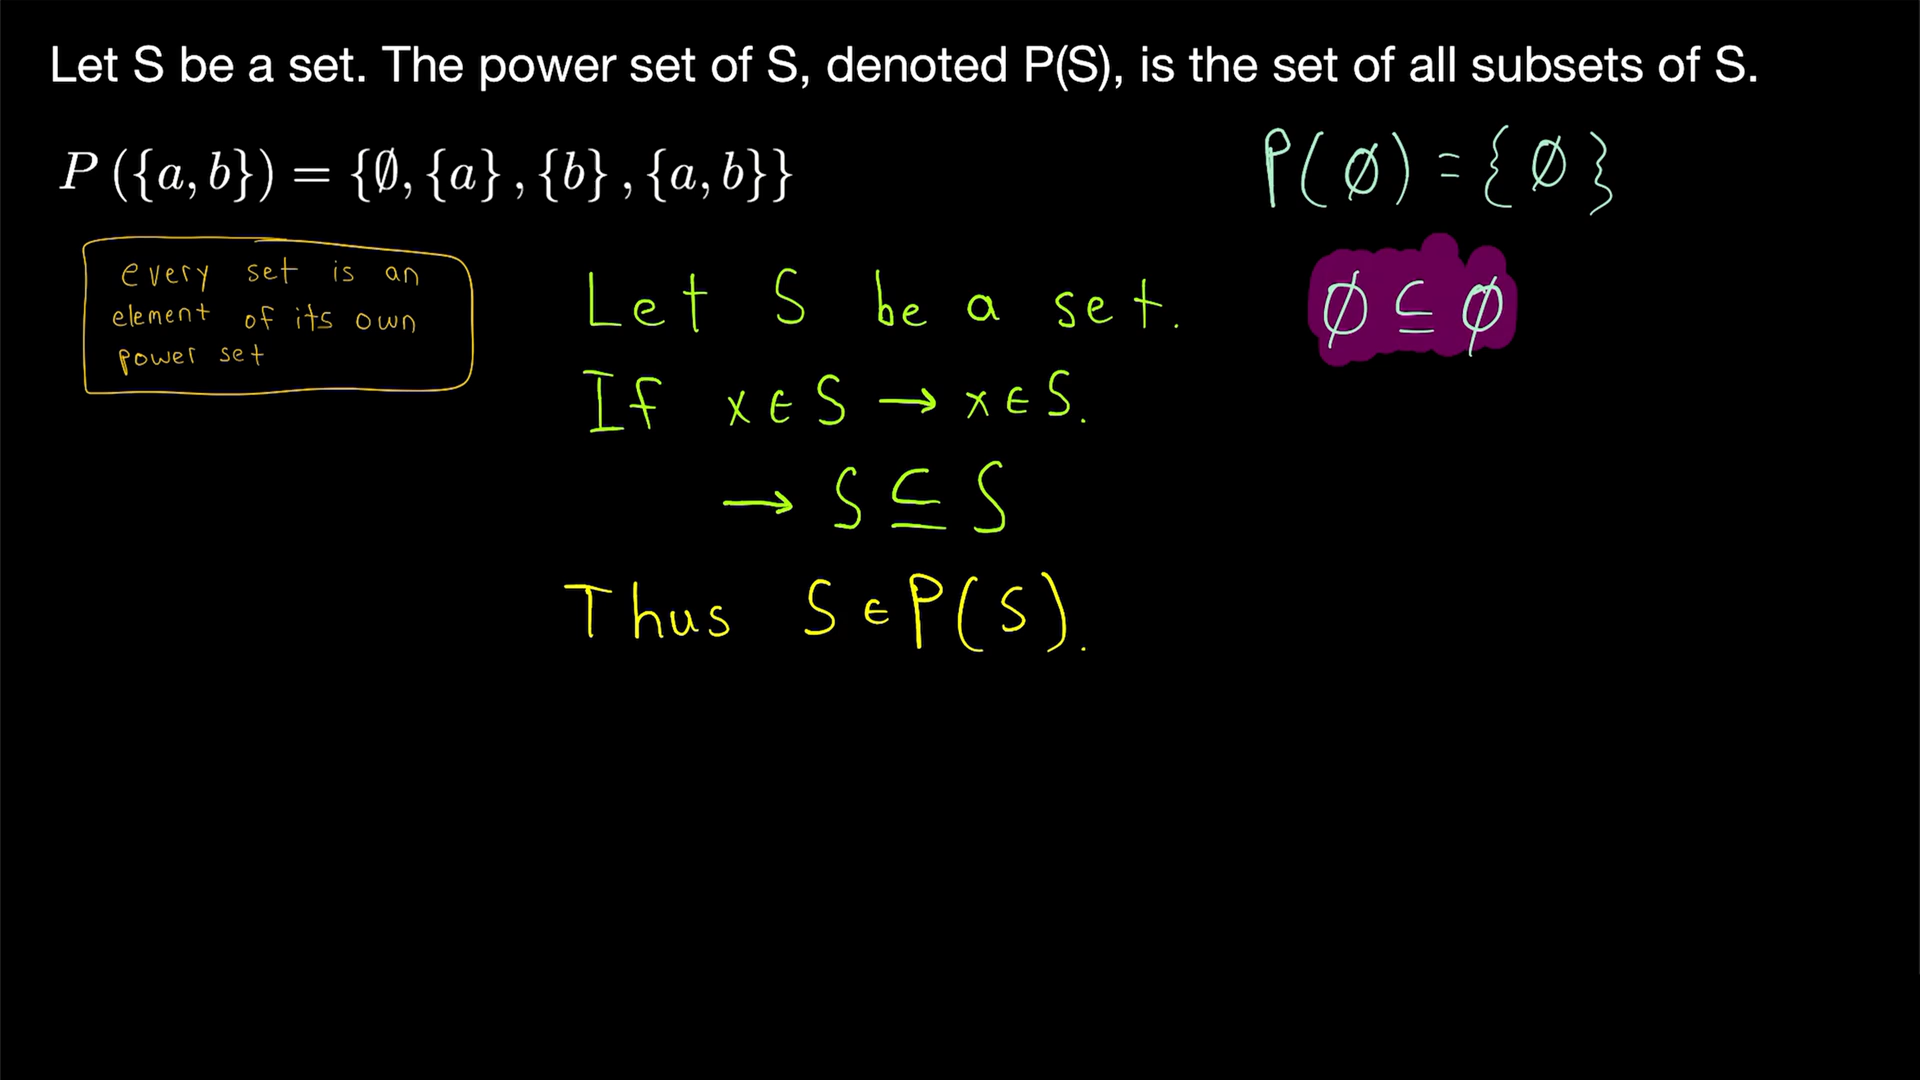 Let S be a set. The power set of S, denoted P(S), is the set of all subsets of S.
P ({a, b}) = {∅, {a} , {b} , {a, b}}
P(∅) = {∅}
every set is an
element of its own
power set
∅ ⊆ ∅
Let S be a set.
If x ∈ S → x ∈ S.
→ S ⊆ S
Thus S ∈ P(S).